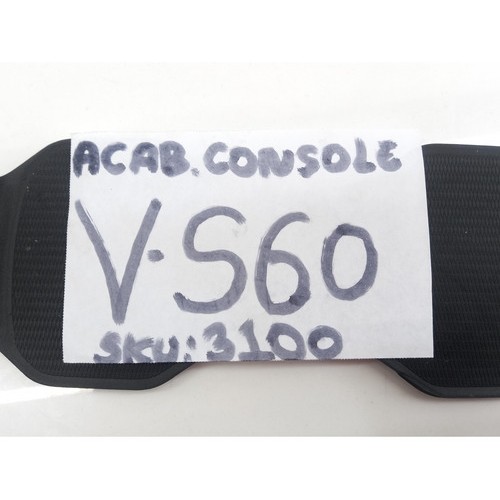 ACAB. CONSOLE
V-S60
SKU: 3100